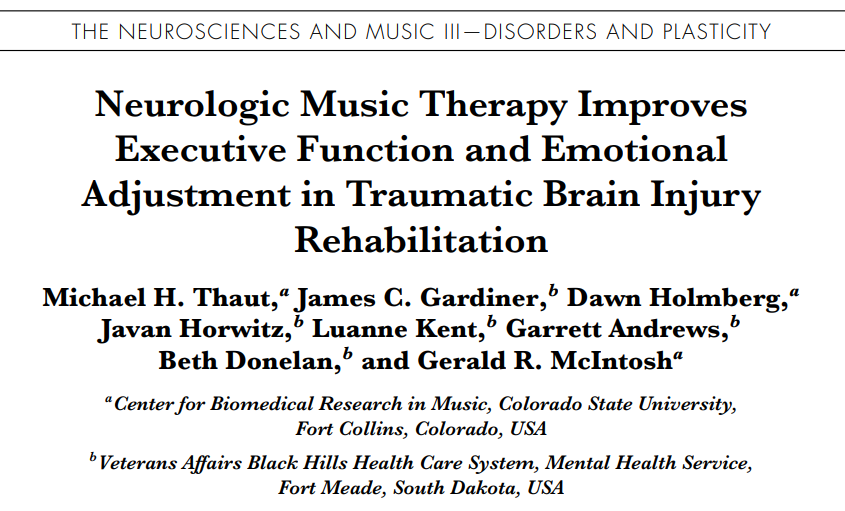 THE NEUROSCIENCES AND MUSIC III—DISORDERS AND PLASTICITY
Neurologic Music Therapy Improves
Executive Function and Emotional
Adjustment in Traumatic Brain Injury
Rehabilitation
Michael H. Thaut,a James C. Gardiner,b Dawn Holmberg,a
Javan Horwitz,b Luanne Kent,b Garrett Andrews,b
Beth Donelan,b and Gerald R. McIntosha
aCenter for Biomedical Research in Music, Colorado State University,
Fort Collins, Colorado, USA
bVeterans Affairs Black Hills Health Care System, Mental Health Service,
Fort Meade, South Dakota, USA